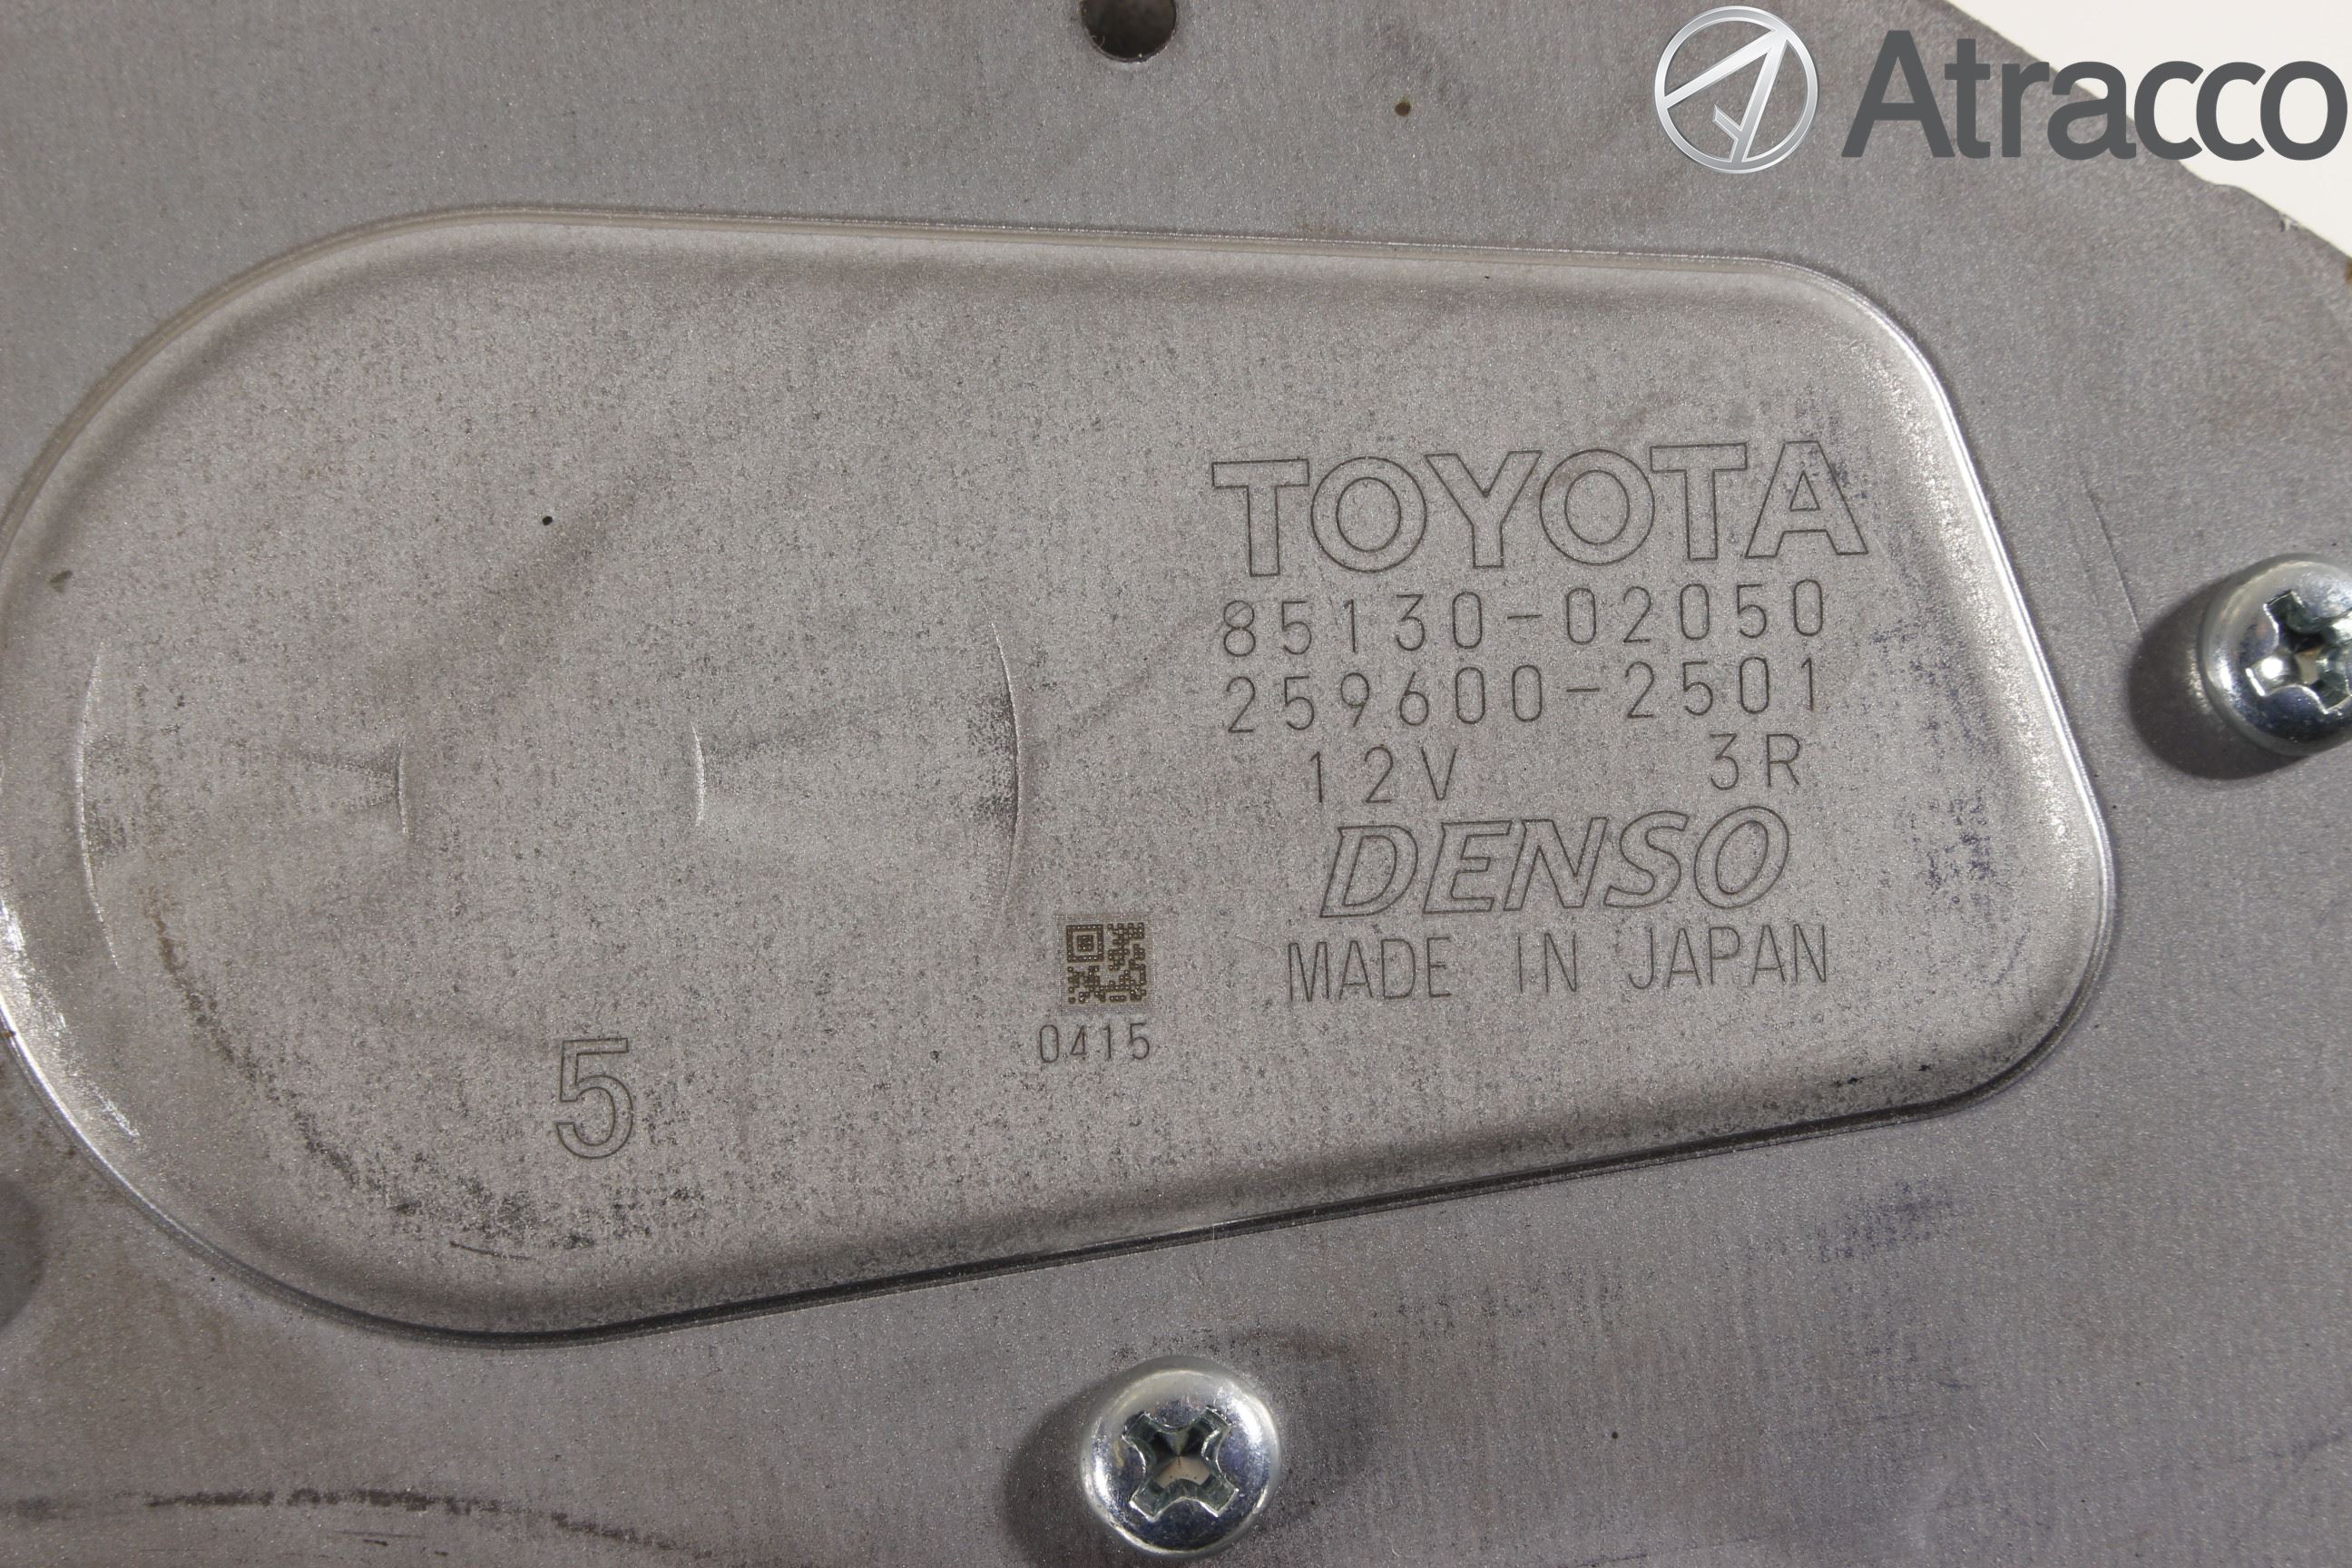 Atracco
TOYOTA
85130-02050
259600-2501
12V 3R
DENSO
MADE IN JAPAN
0415
5